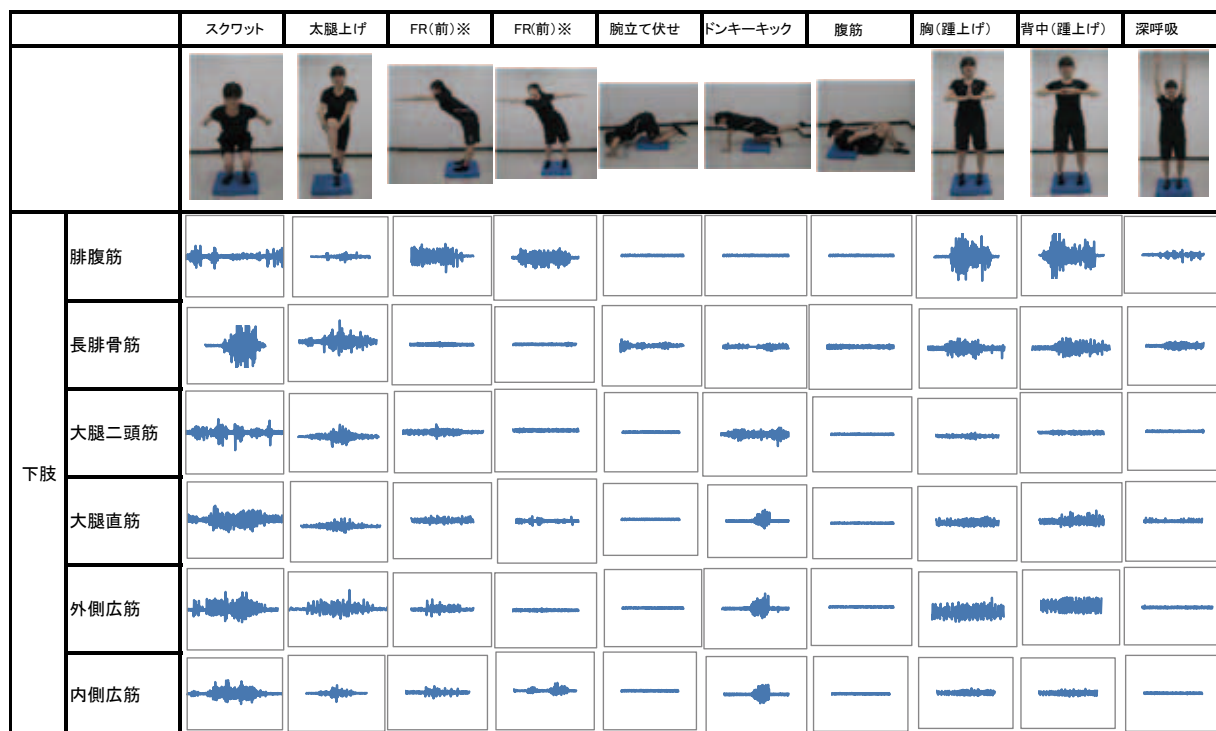 スクワット 太腿上げ FR(前)※ FR(前)※ 腕立て伏せ ドンキーキック 腹筋 胸(踵上げ) 背中(踵上げ) 深呼吸
下肢
腓腹筋
長腓骨筋
大腿二頭筋
大腿直筋
外側広筋
内側広筋